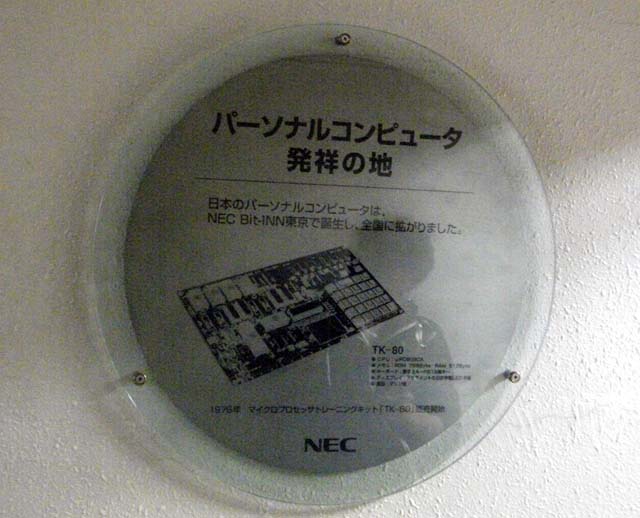 パーソナルコンピュータ
発祥の地
日本のパーソナルコンピュータは、
NEC Bit-INN東京で誕生し、全国に拡がりました。
TK-80
1976年 マイクロプロセッサトレーニングキット「TK-80」販売開始
NEC